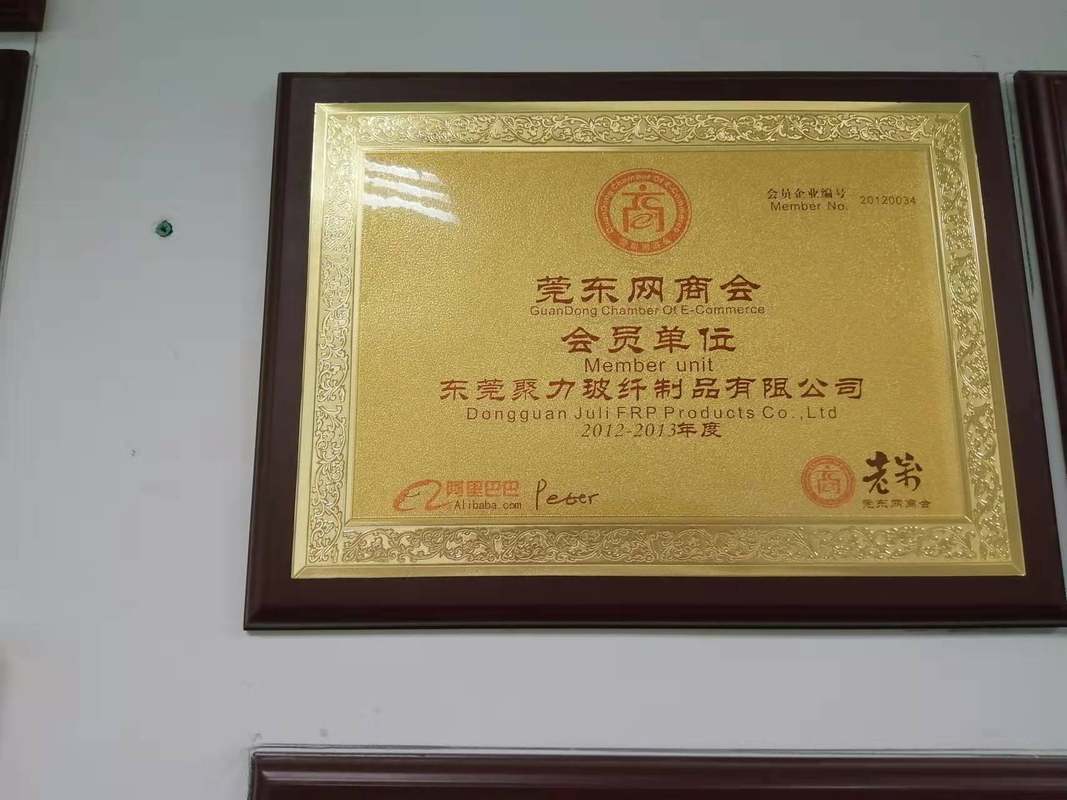 会员企业编号
Member No. 20120034
莞东网商会
GuanDong Chamber Of E-Commerce
会员单位
Member unit
东莞聚力玻纤制品有限公司
Dongguan Juli FRP Products Co.,Ltd
2012-2013年度
阿里巴巴
Alibaba.com
Peter
莞东网商会